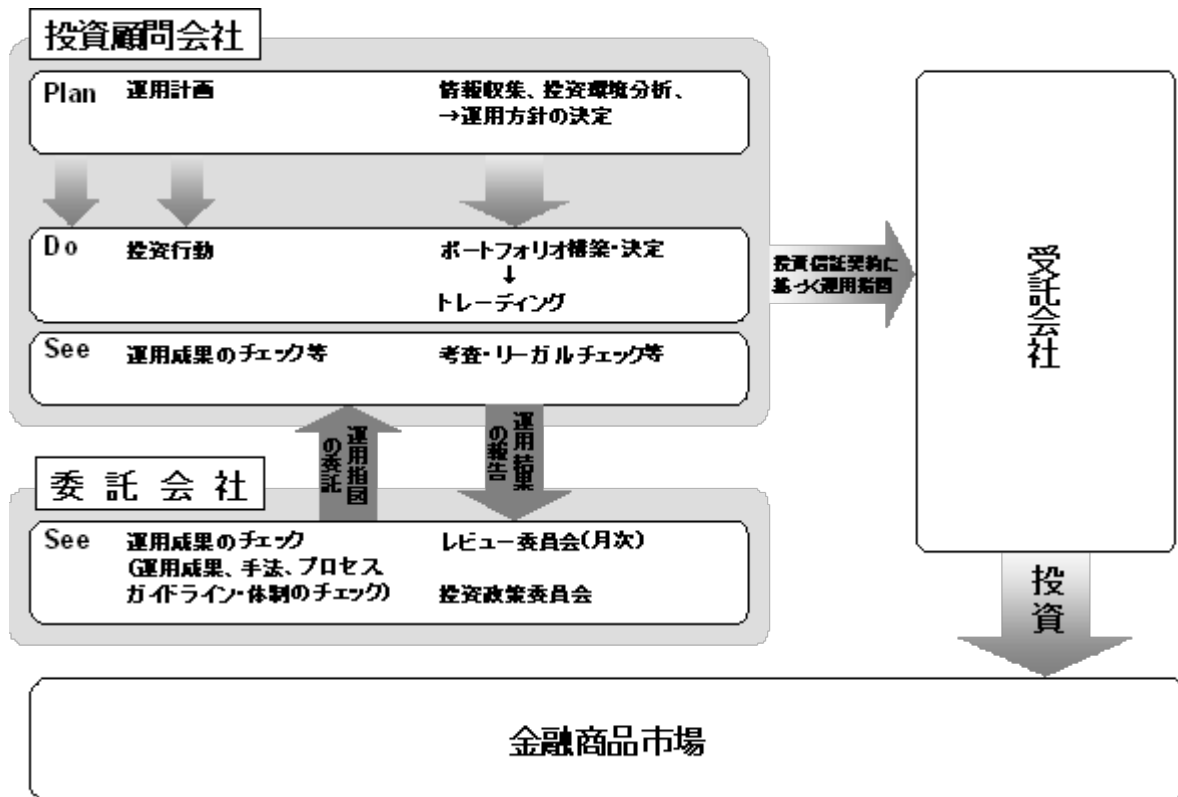 投資顧問会社
Plan 運用計画 情報収集、投資環境分析、
→運用方針の決定
Do 投資行動 ポートフォリオ構築・決定
↓
トレーディング
See 運用成果のチェック等 考査・リーガルチェック等
投資信託契約に
基づく運用指図
受託会社
運用指図
の委託
運用結果
の報告
委託会社
See 運用成果のチェック レビュー委員会(月次)
(運用成果、手法、プロセス
ガイドライン・体制のチェック) 投資政策委員会
投資
金融商品市場